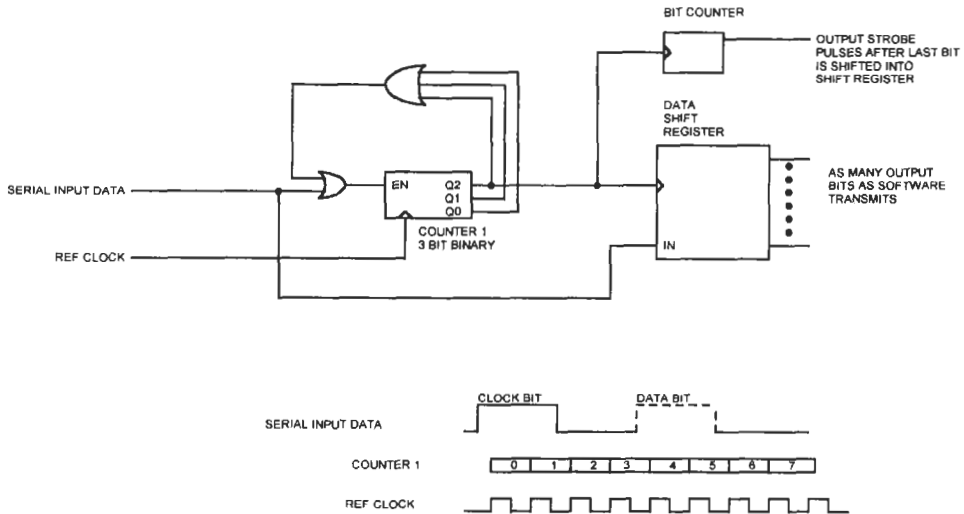 BIT COUNTER
OUTPUT STROBE
PULSES AFTER LAST BIT
IS SHIFTED INTO
SHIFT REGISTER
DATA
SHIFT
REGISTER
SERIAL INPUT DATA
EN
Q2
Q1
Q0
AS MANY OUTPUT
BITS AS SOFTWARE
TRANSMITS
COUNTER 1
3 BIT BINARY
IN
REF CLOCK
CLOCK BIT
DATA BIT
SERIAL INPUT DATA
COUNTER 1
0 1 2 3 4 5 6 7
REF CLOCK